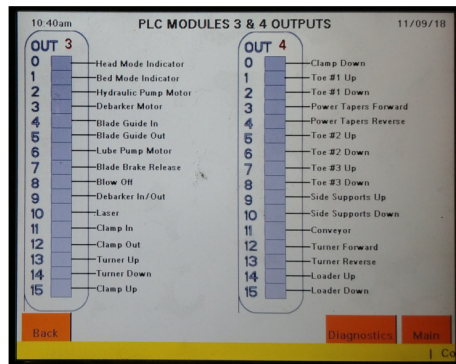 10:40am PLC MODULES 3 & 4 OUTPUTS 11/09/18
OUT 3
0 Head Mode Indicator
1 Bed Mode Indicator
2 Hydraulic Pump Motor
3 Debarker Motor
4 Blade Guide In
5 Blade Guide Out
6 Lube Pump Motor
7 Blade Brake Release
8 Blow Off
9 Debarker In/Out
10 Laser
11 Clamp In
12 Clamp Out
13 Turner Up
14 Turner Down
15 Clamp Up
OUT 4
0 Clamp Down
1 Toe #1 Up
2 Toe #1 Down
3 Power Tapers Forward
4 Power Tapers Reverse
5 Toe #2 Up
6 Toe #2 Down
7 Toe #3 Up
8 Toe #3 Down
9 Side Supports Up
10 Side Supports Down
11 Conveyor
12 Turner Forward
13 Turner Reverse
14 Loader Up
15 Loader Down
Back Diagnostics Main
| Co